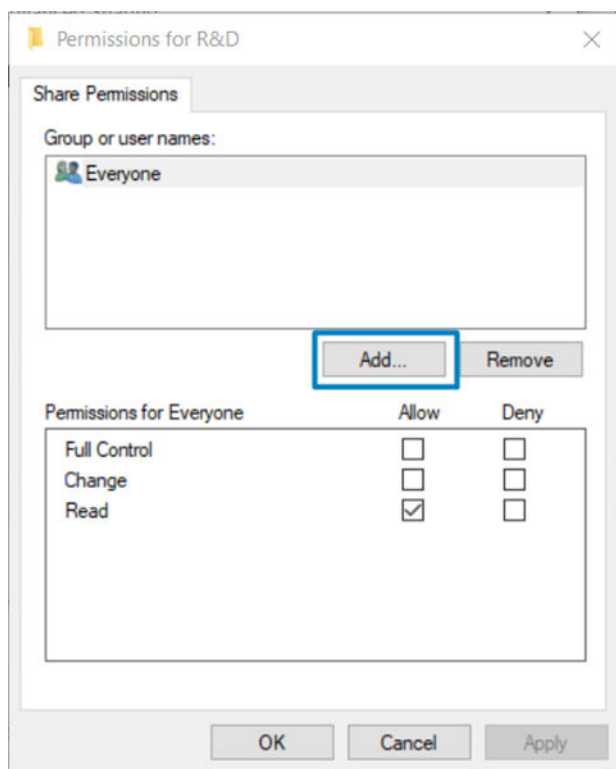 Permissions for R&D
Share Permissions
Group or user names:
Everyone
Add... Remove
Permissions for Everyone Allow Deny
Full Control
Change
Read
OK Cancel Apply